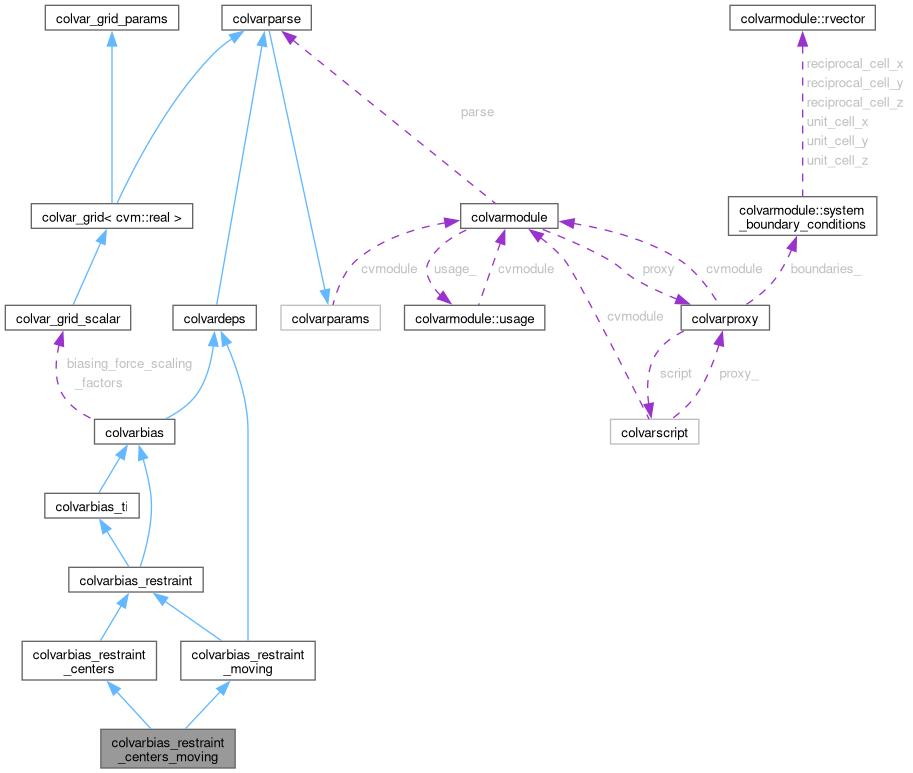 colvar_grid_params
colvarparse
colvarmodule::rvector
reciprocal_cell_x
reciprocal_cell_y
reciprocal_cell_z
unit_cell_x
unit_cell_y
unit_cell_z
parse
colvar_grid< cvm::real >
colvarmodule
colvarmodule::system
_boundary_conditions
cvmodule
usage_
cvmodule
proxy
cvmodule
boundaries_
colvar_grid_scalar
colvardeps
colvarparams
colvarmodule::usage
cvmodule
colvarproxy
biasing_force_scaling
_factors
script
proxy_
colvarbias
colvarscript
colvarbias_ti
colvarbias_restraint
colvarbias_restraint
_centers
colvarbias_restraint
_moving
colvarbias_restraint
_centers_moving